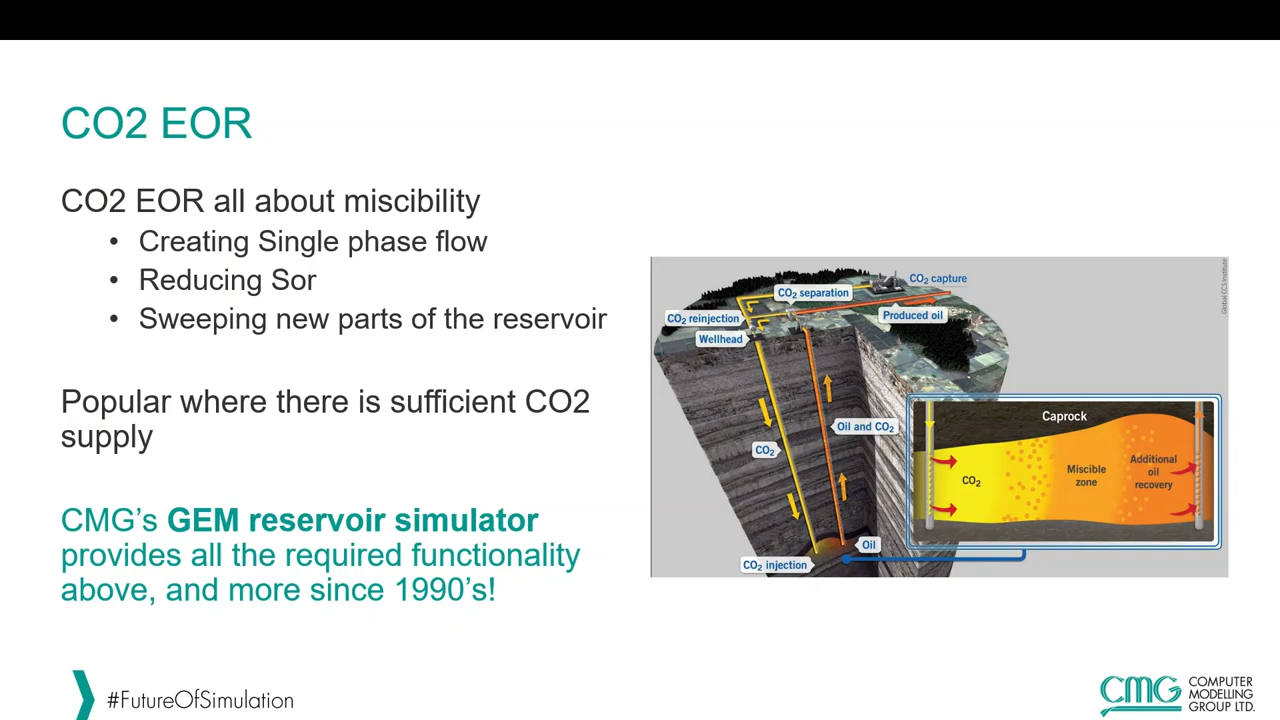 CO2 EOR
CO2 EOR all about miscibility
• Creating Single phase flow
• Reducing Sor
• Sweeping new parts of the reservoir
Popular where there is sufficient CO2
supply
CMG’s GEM reservoir simulator
provides all the required functionality
above, and more since 1990’s!
CO₂ capture
CO₂ separation
CO₂ reinjection
Produced oil
Wellhead
Oil and CO₂
CO₂
Oil
CO₂ injection
Caprock
CO₂
Miscible
zone
Additional
oil
recovery
Global CCS Institute
#FutureOfSimulation
CMG
COMPUTER
MODELLING
GROUP LTD.